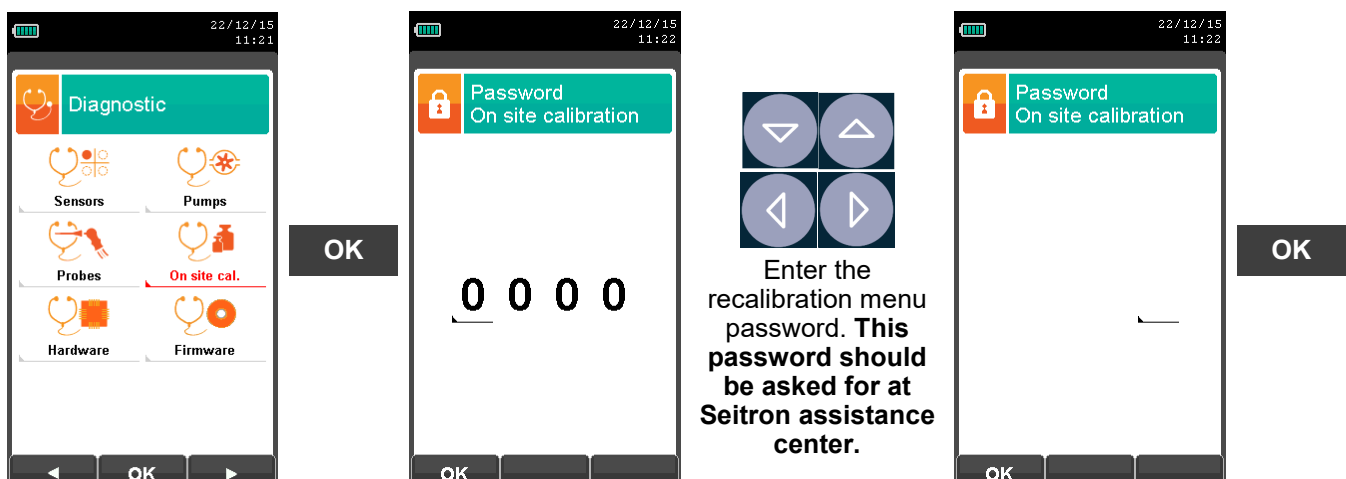 22/12/15
11:21
Diagnostic
Sensors
Pumps
Probes
On site cal.
Hardware
Firmware
OK
OK
22/12/15
11:22
Password
On site calibration
0 0 0 0
OK
Enter the
recalibration menu
password. This
password should
be asked for at
Seitron assistance
center.
22/12/15
11:22
Password
On site calibration
OK
OK